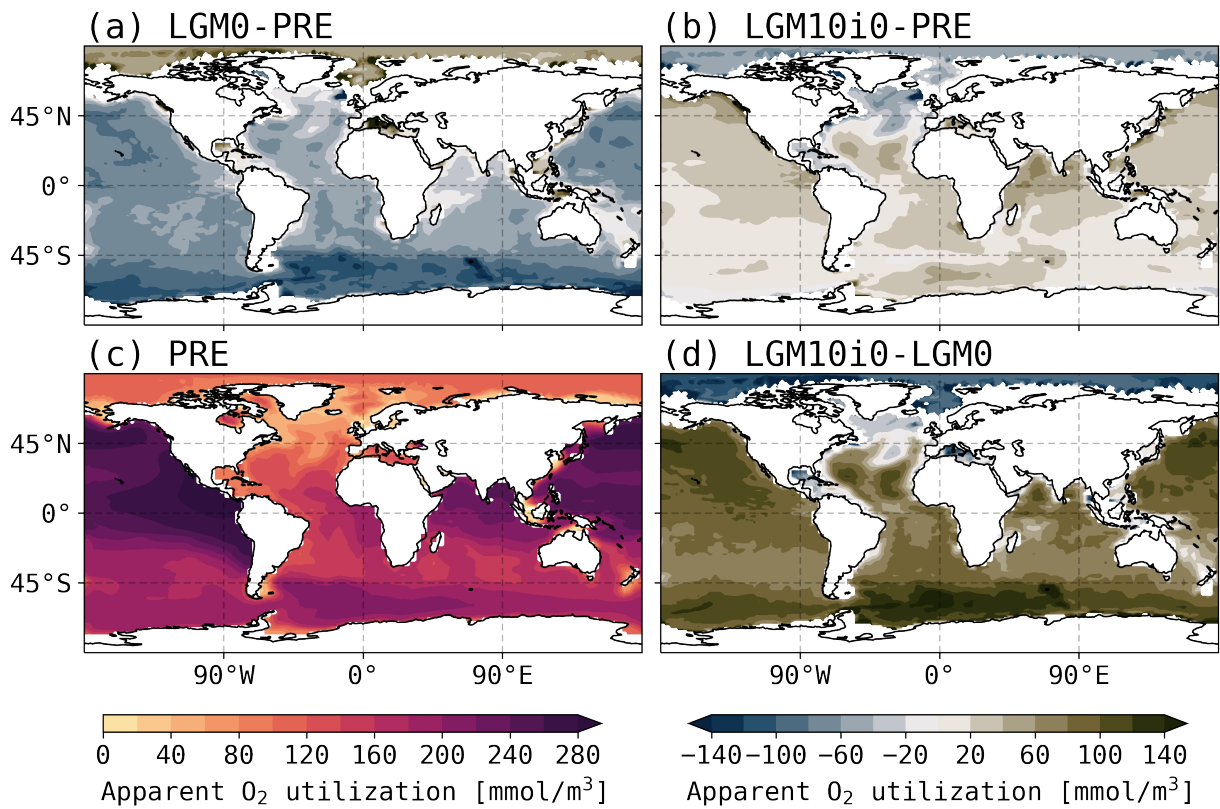 (a) LGM0-PRE
(b) LGM10i0-PRE
45°N
0°
45°S
(c) PRE
(d) LGM10i0-LGM0
45°N
0°
45°S
90°W 0° 90°E
90°W 0° 90°E
0 40 80 120 160 200 240 280
Apparent O₂ utilization [mmol/m³]
−140 −100 −60 −20 20 60 100 140
Apparent O₂ utilization [mmol/m³]